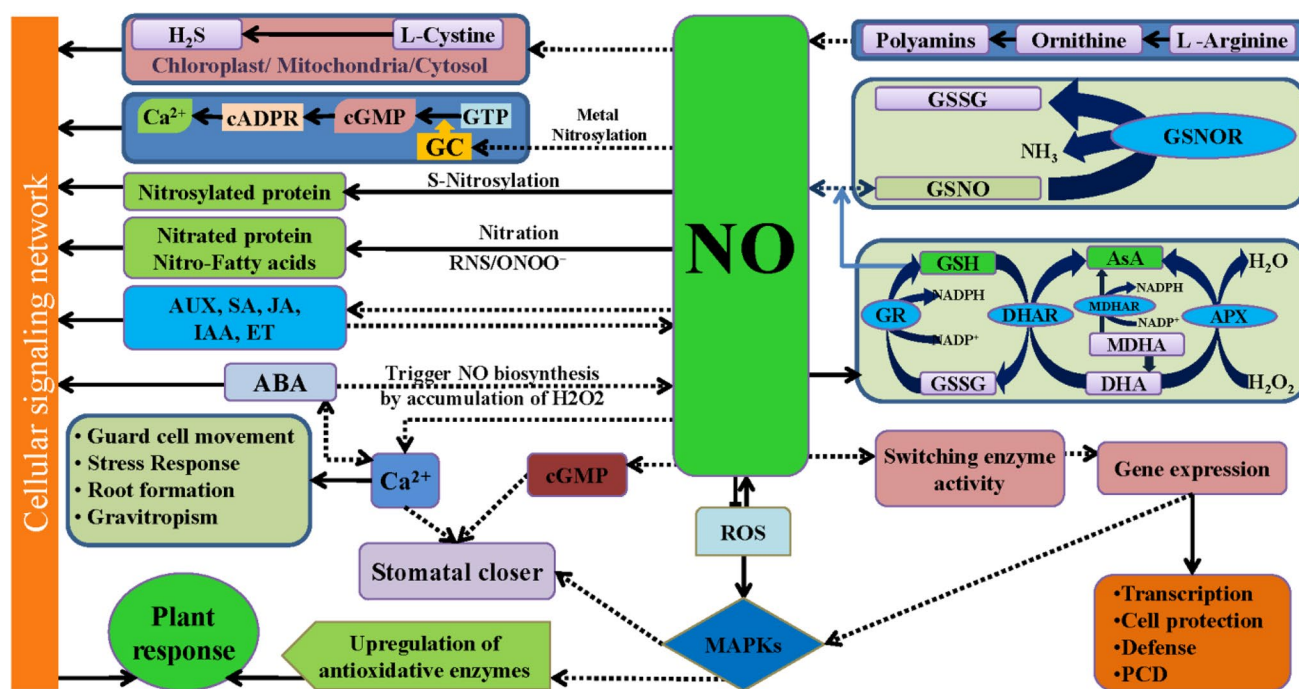 Cellular signaling network
H₂S
L-Cystine
Chloroplast/ Mitochondria/Cytosol
Ca²⁺
cADPR
cGMP
GTP
GC
Metal
Nitrosylation
Nitrosylated protein
S-Nitrosylation
Nitrated protein
Nitro-Fatty acids
Nitration
RNS/ONOO⁻
AUX, SA, JA,
IAA, ET
ABA
Trigger NO biosynthesis
by accumulation of H2O2
• Guard cell movement
• Stress Response
• Root formation
• Gravitropism
Ca²⁺
cGMP
Stomatal closer
Plant
response
Upregulation of
antioxidative enzymes
NO
ROS
MAPKs
Polyamins
Ornithine
L -Arginine
GSSG
GSNOR
NH₃
GSNO
GSH
AsA
H₂O
NADPH
NADPH
GR
DHAR
MDHAR
APX
NADP⁺
NADP⁺
MDHA
GSSG
DHA
H₂O₂
Switching enzyme
activity
Gene expression
•Transcription
•Cell protection
•Defense
•PCD